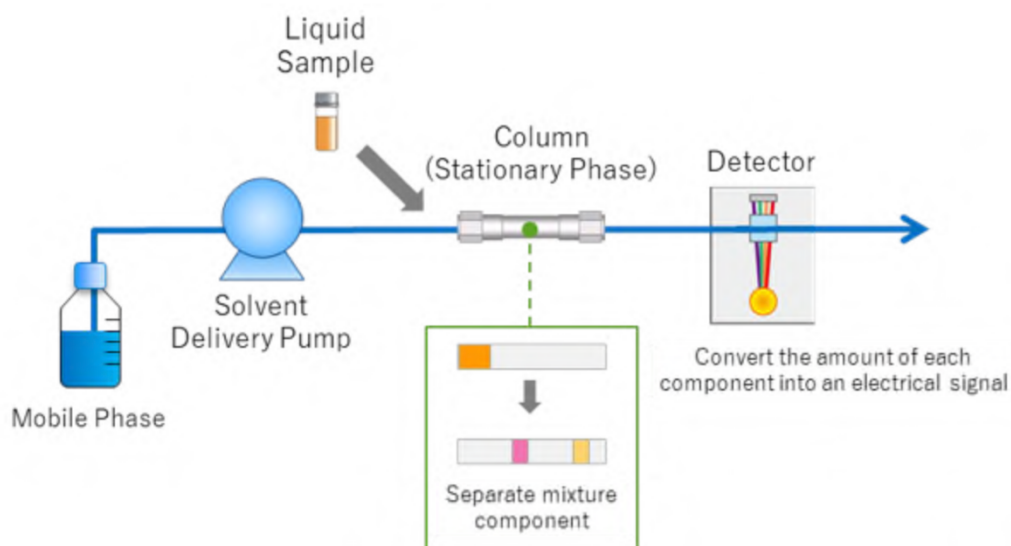 Liquid
Sample
Column
(Stationary Phase)
Detector
Solvent
Delivery Pump
Mobile Phase
Convert the amount of each
component into an electrical signal
Separate mixture
component